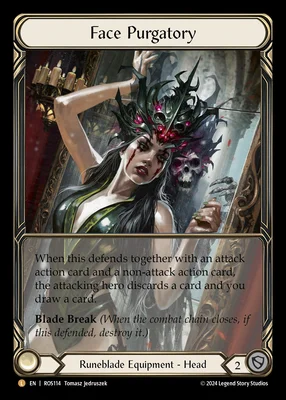 Face Purgatory
When this defends together with an attack
action card and a non-attack action card,
the attacking hero discards a card and you
draw a card.
Blade Break (When the combat chain closes, if
this defended, destroy it.)
Runeblade Equipment - Head
2
L EN | ROS114 Tomasz Jedruszek
© 2024 Legend Story Studios